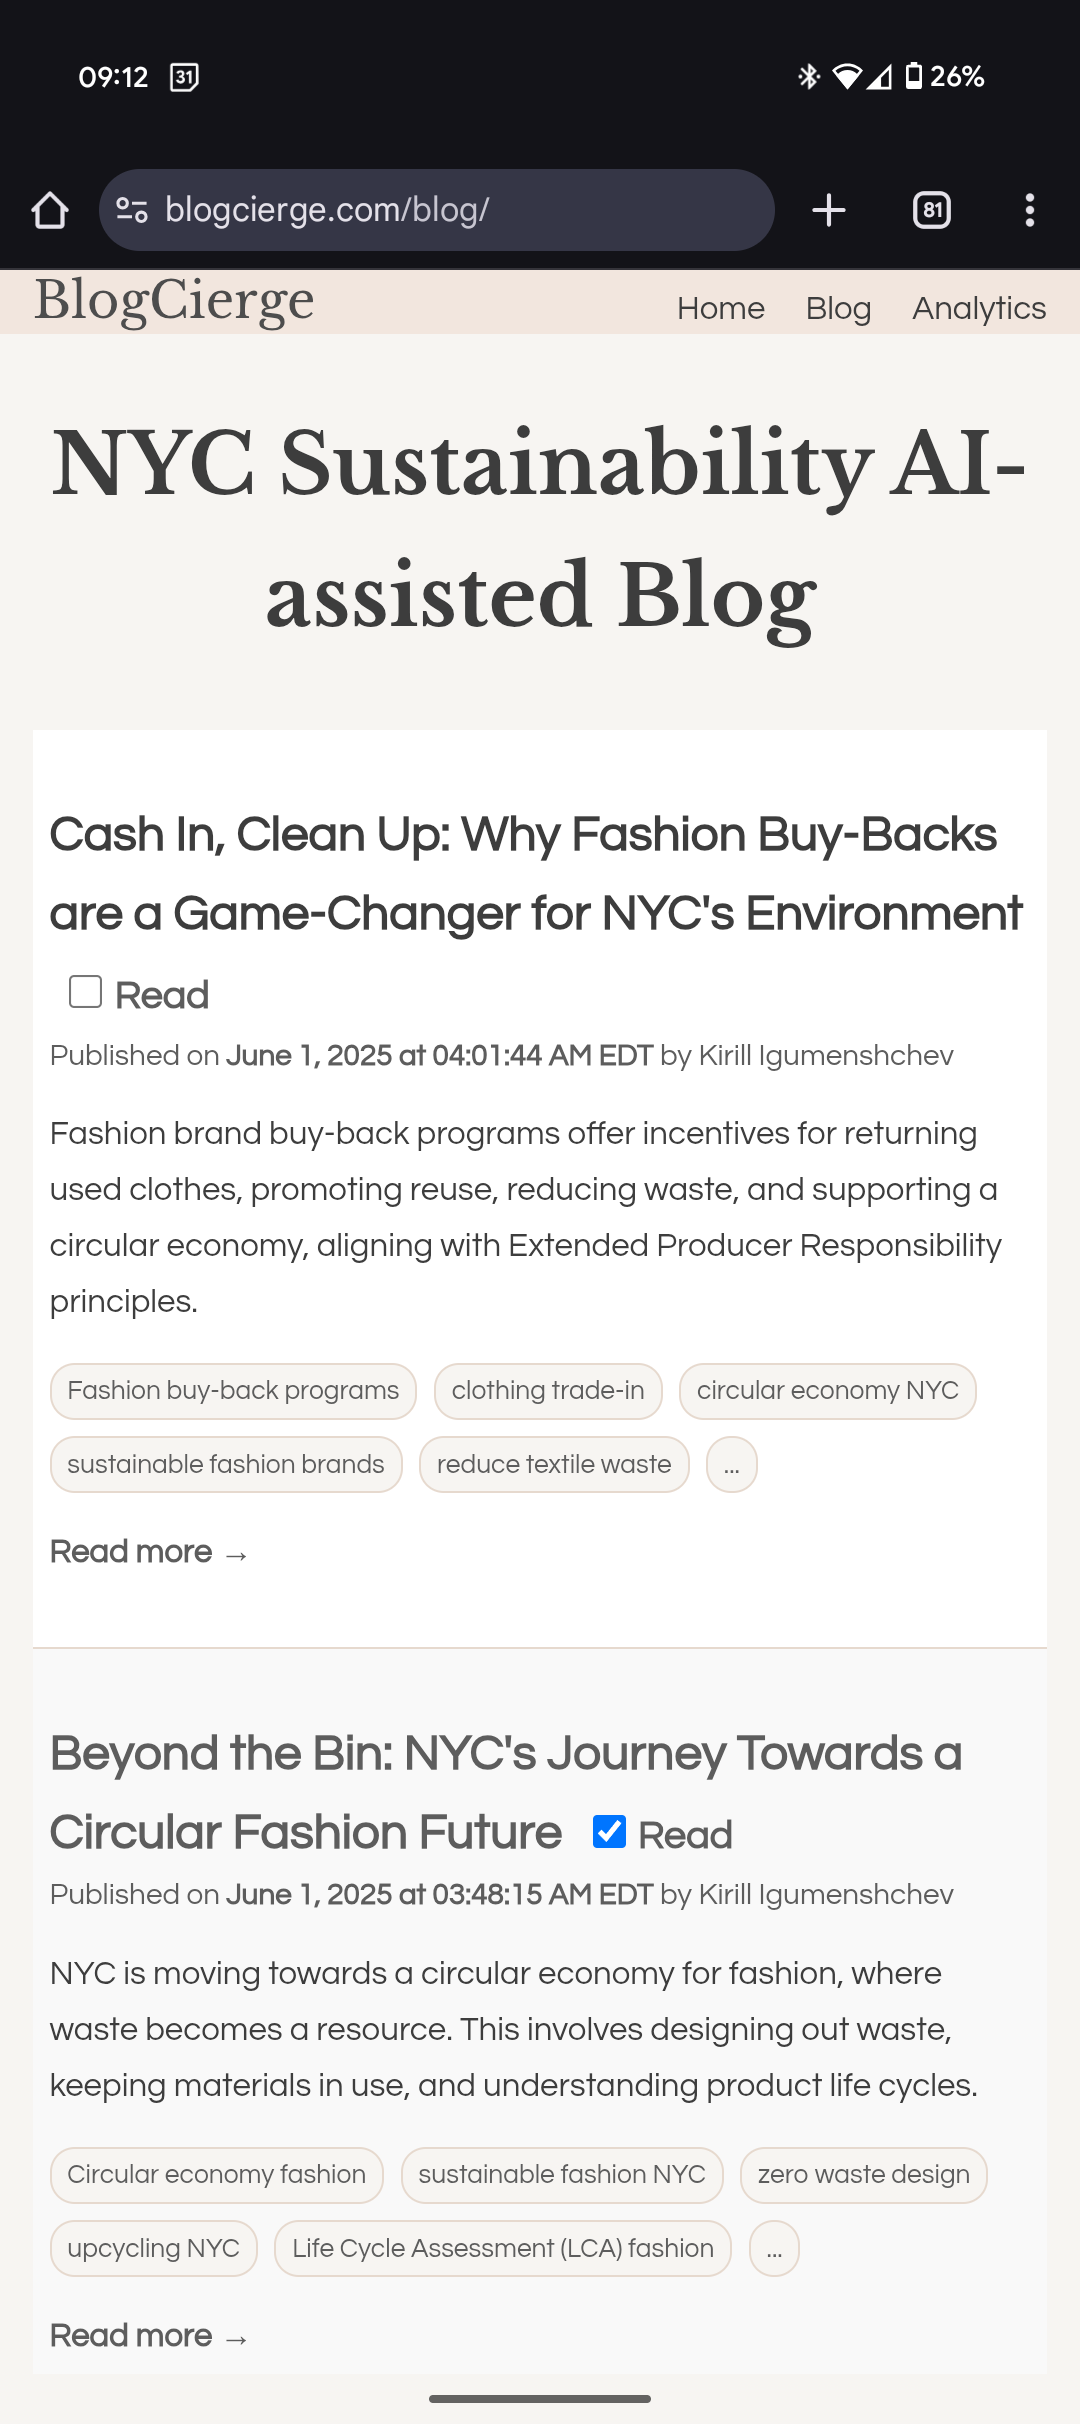 09:12 31 26%
blogcierge.com/blog/ 81
BlogCierge Home Blog Analytics
NYC Sustainability AI-
assisted Blog
Cash In, Clean Up: Why Fashion Buy-Backs
are a Game-Changer for NYC's Environment
Read
Published on June 1, 2025 at 04:01:44 AM EDT by Kirill Igumenshchev
Fashion brand buy-back programs offer incentives for returning
used clothes, promoting reuse, reducing waste, and supporting a
circular economy, aligning with Extended Producer Responsibility
principles.
Fashion buy-back programs clothing trade-in circular economy NYC
sustainable fashion brands reduce textile waste ...
Read more →
Beyond the Bin: NYC's Journey Towards a
Circular Fashion Future Read
Published on June 1, 2025 at 03:48:15 AM EDT by Kirill Igumenshchev
NYC is moving towards a circular economy for fashion, where
waste becomes a resource. This involves designing out waste,
keeping materials in use, and understanding product life cycles.
Circular economy fashion sustainable fashion NYC zero waste design
upcycling NYC Life Cycle Assessment (LCA) fashion ...
Read more →